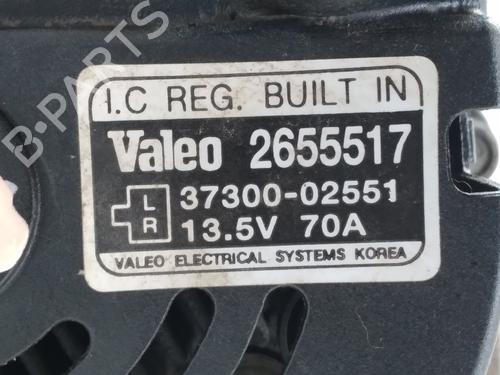 B-PARTS
I.C REG. BUILT IN
Valeo 2655517
L
R
37300-02551
13.5V 70A
VALEO ELECTRICAL SYSTEMS KOREA